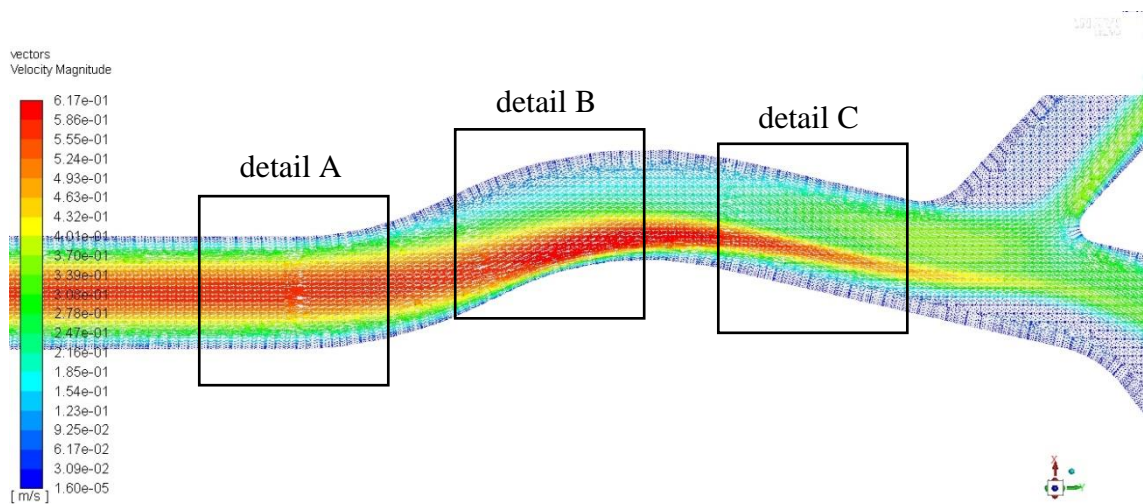 vectors
Velocity Magnitude
6.17e-01
5.86e-01
5.55e-01
5.24e-01
4.93e-01
4.63e-01
4.32e-01
4.01e-01
3.70e-01
3.39e-01
3.08e-01
2.78e-01
2.47e-01
2.16e-01
1.85e-01
1.54e-01
1.23e-01
9.25e-02
6.17e-02
3.09e-02
1.60e-05
[ m/s ]
detail A
detail B
detail C
X
Y